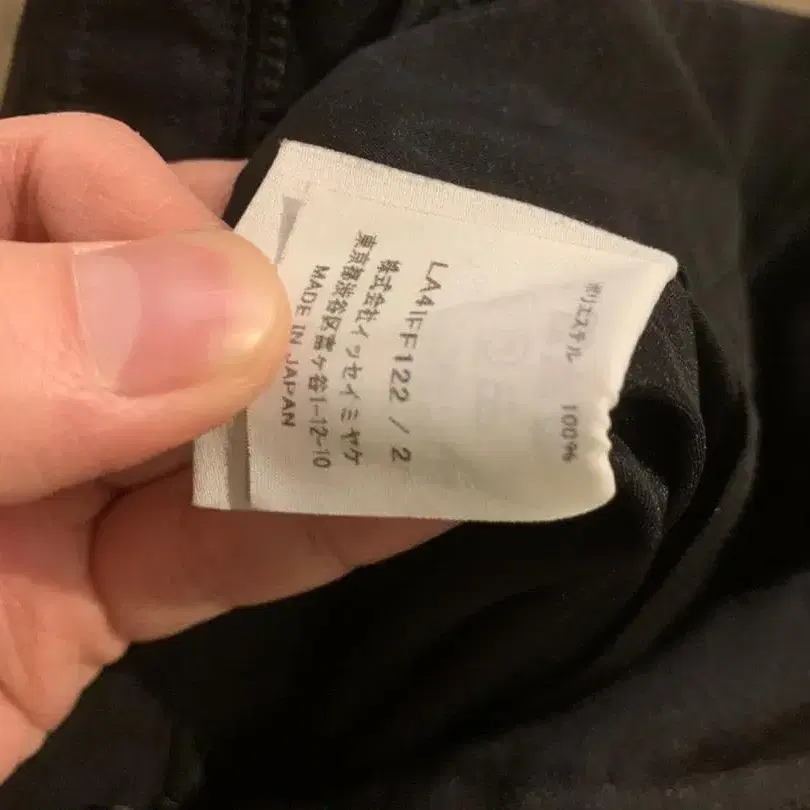 ポリエステル 100%
LA41FF122 / 2
株式会社イッセイミヤケ
東京都渋谷区富ヶ谷1-12-10
MADE IN JAPAN